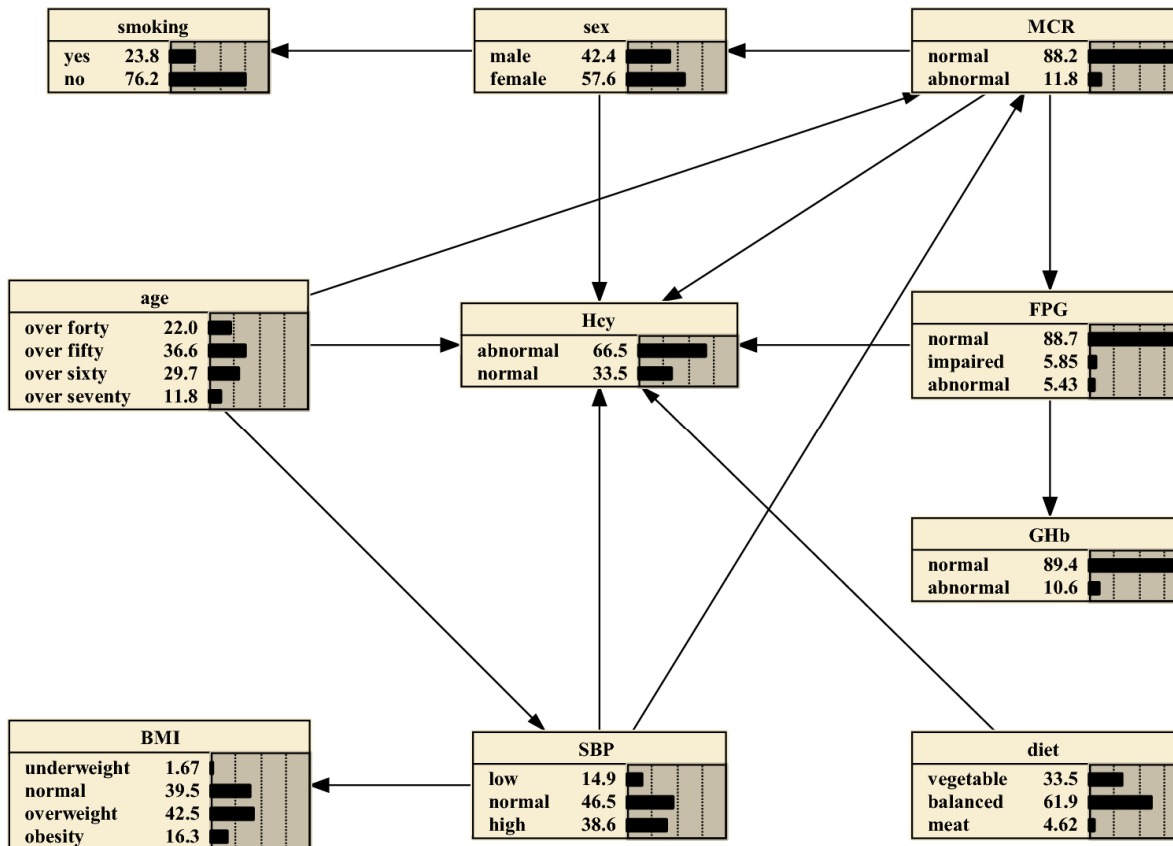 smoking
yes 23.8
no 76.2
sex
male 42.4
female 57.6
MCR
normal 88.2
abnormal 11.8
age
over forty 22.0
over fifty 36.6
over sixty 29.7
over seventy 11.8
Hcy
abnormal 66.5
normal 33.5
FPG
normal 88.7
impaired 5.85
abnormal 5.43
GHb
normal 89.4
abnormal 10.6
BMI
underweight 1.67
normal 39.5
overweight 42.5
obesity 16.3
SBP
low 14.9
normal 46.5
high 38.6
diet
vegetable 33.5
balanced 61.9
meat 4.62